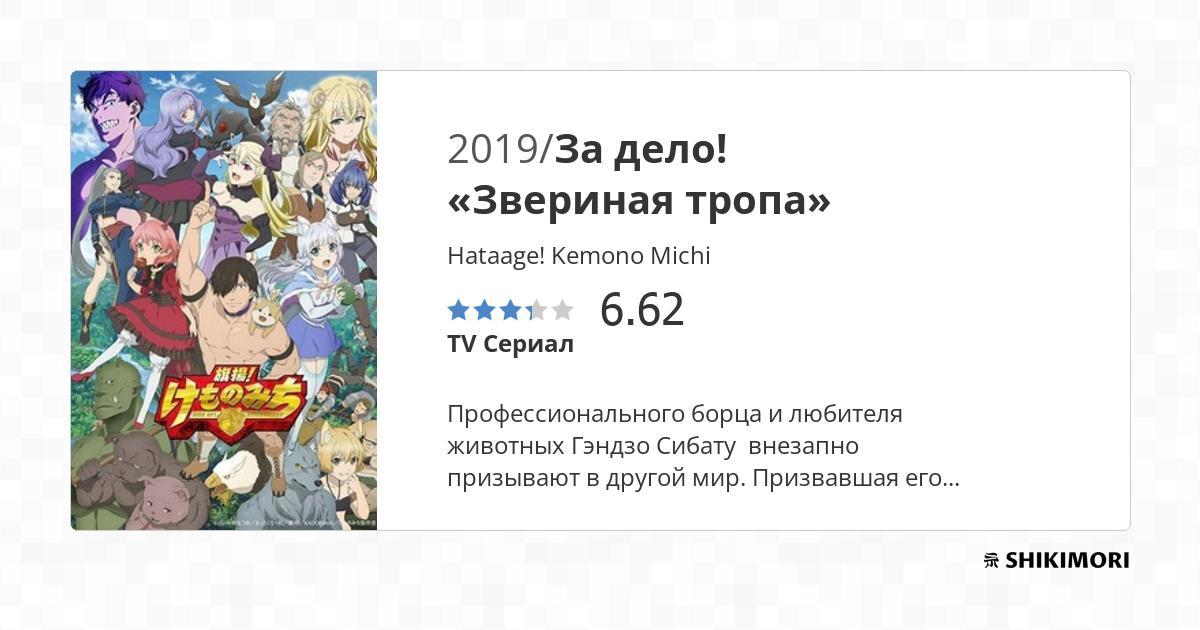 2019/За дело!
«Звериная тропа»
Hataage! Kemono Michi
6.62
TV Сериал
Профессионального борца и любителя
животных Гэндзо Сибату внезапно
призывают в другой мир. Призвавшая его...
旗揚!
けものみち
SHIKIMORI